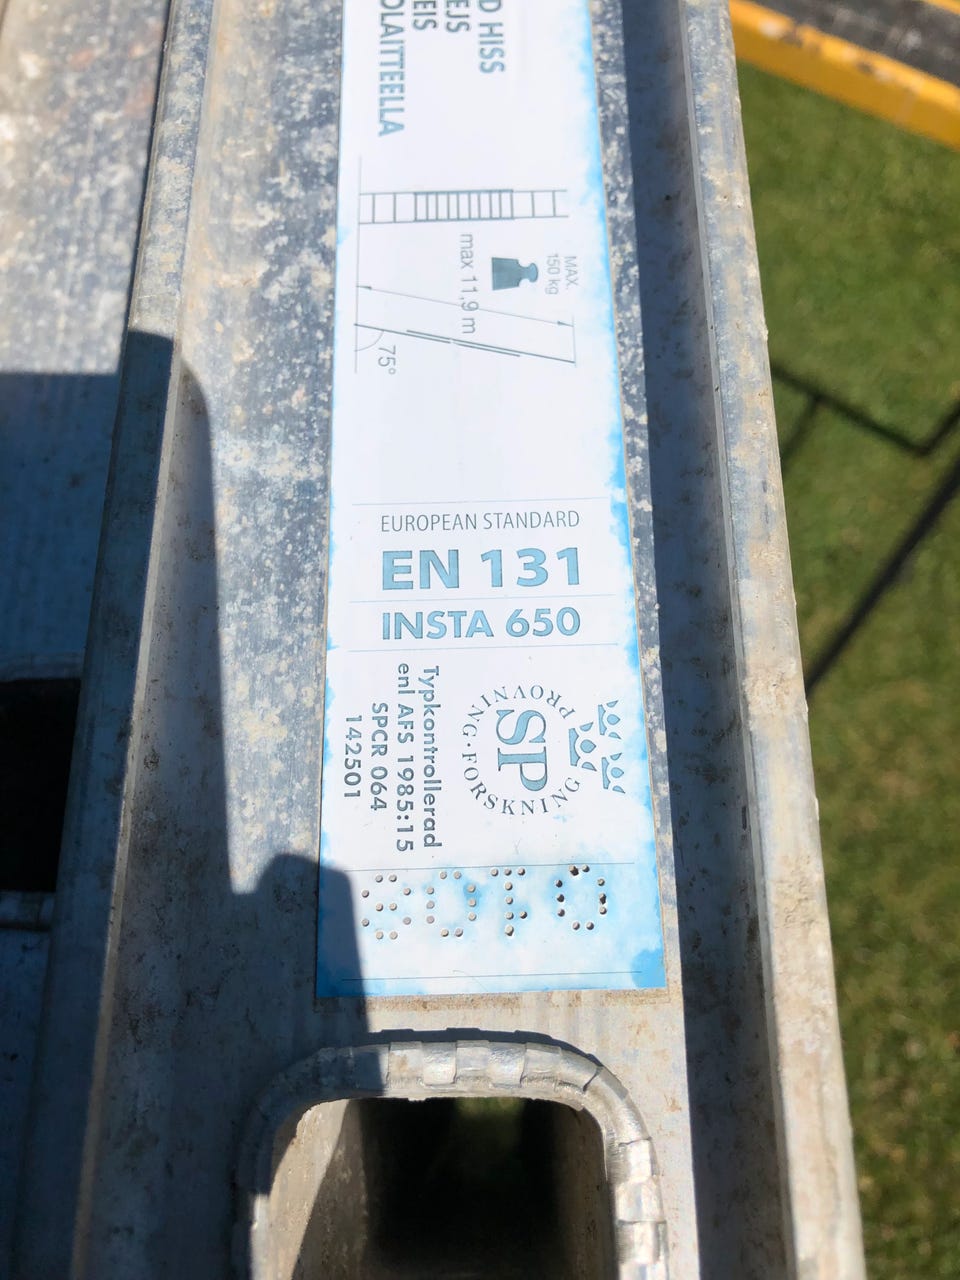 D HISS
EJS
EIS
OLAITTEELLA
MAX.
150 kg
max 11,9 m
75°
EUROPEAN STANDARD
EN 131
INSTA 650
SP
PROVNING · FORSKNING
Typkontrollerad
enl AFS 1985:15
SPCR 064
142501